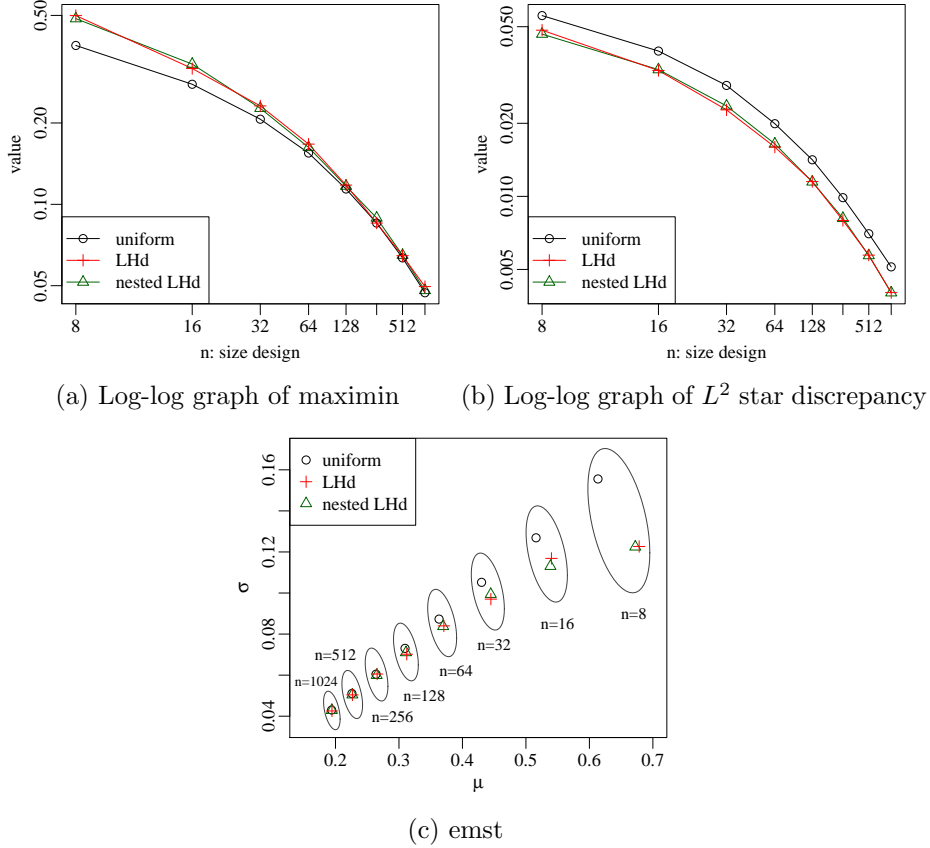 0.50
0.20
0.10
0.05
value
uniform
LHd
nested LHd
8 16 32 64 128 512
n: size design
(a) Log-log graph of maximin
0.050
0.020
0.010
0.005
value
uniform
LHd
nested LHd
8 16 32 64 128 512
n: size design
(b) Log-log graph of L² star discrepancy
0.16
0.12
0.08
0.04
σ
uniform
LHd
nested LHd
n=8
n=16
n=32
n=64
n=128
n=256
n=512
n=1024
0.2 0.3 0.4 0.5 0.6 0.7
μ
(c) emst